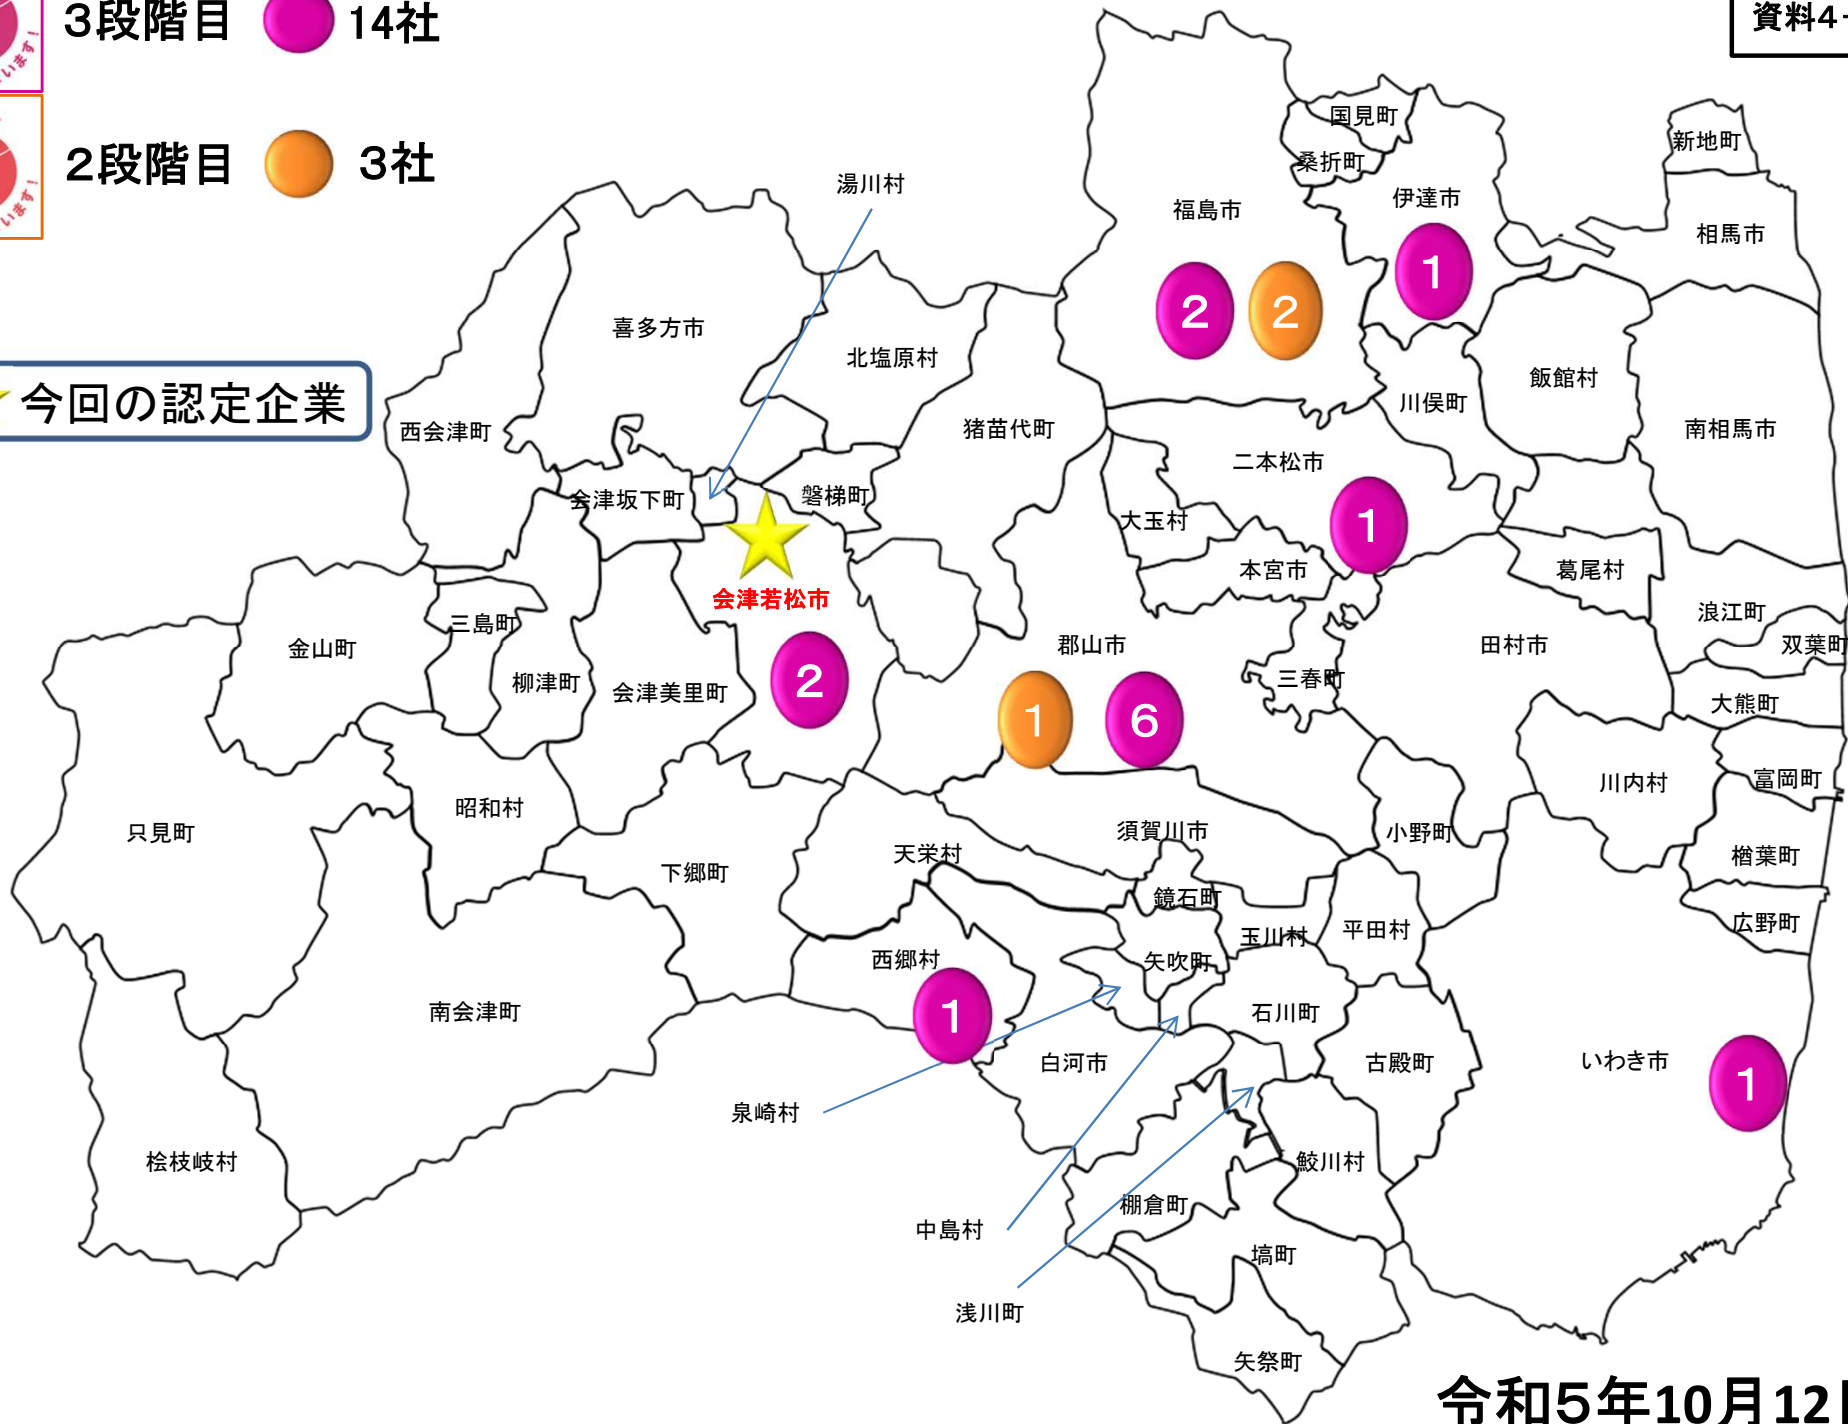 3段階目 14社
資料4-
います!
2段階目 3社
います!
今回の認定企業
国見町
桑折町
新地町
湯川村
福島市
伊達市
相馬市
1
2
2
喜多方市
北塩原村
飯館村
川俣町
西会津町
猪苗代町
南相馬市
二本松市
会津坂下町
磐梯町
大玉村
1
本宮市
葛尾村
会津若松市
浪江町
三島町
金山町
郡山市
田村市
双葉町
柳津町
会津美里町
2
三春町
大熊町
1
6
昭和村
川内村
富岡町
只見町
須賀川市
小野町
天栄村
楢葉町
下郷町
鏡石町
広野町
玉川村
平田村
西郷村
矢吹町
南会津町
1
石川町
白河市
古殿町
いわき市
1
泉崎村
桧枝岐村
鮫川村
棚倉町
中島村
塙町
浅川町
矢祭町
令和5年10月12日